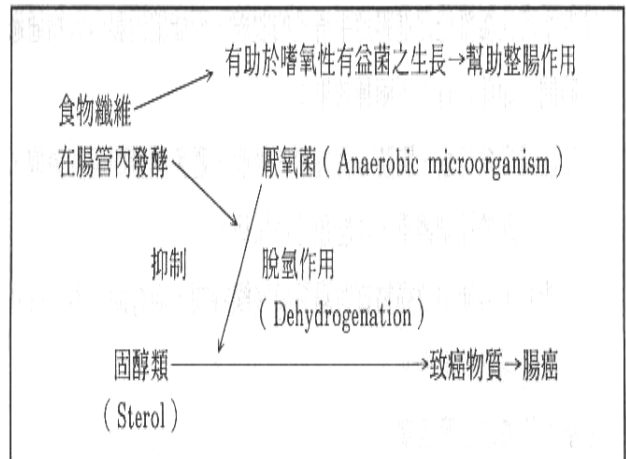 有助於嗜氧性有益菌之生長→幫助整腸作用
食物纖維
在腸管內發酵
厭氧菌(Anaerobic microorganism)
抑制
脫氫作用
(Dehydrogenation)
固醇類
致癌物質→腸癌
(Sterol)